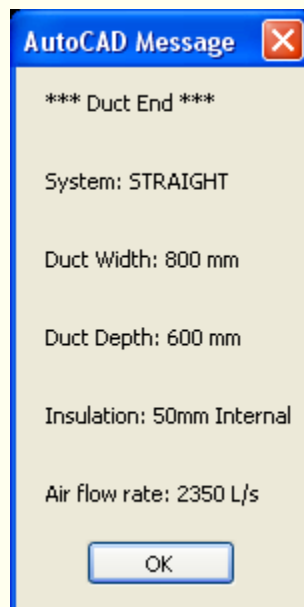 AutoCAD Message
*** Duct End ***
System: STRAIGHT
Duct Width: 800 mm
Duct Depth: 600 mm
Insulation: 50mm Internal
Air flow rate: 2350 L/s
OK